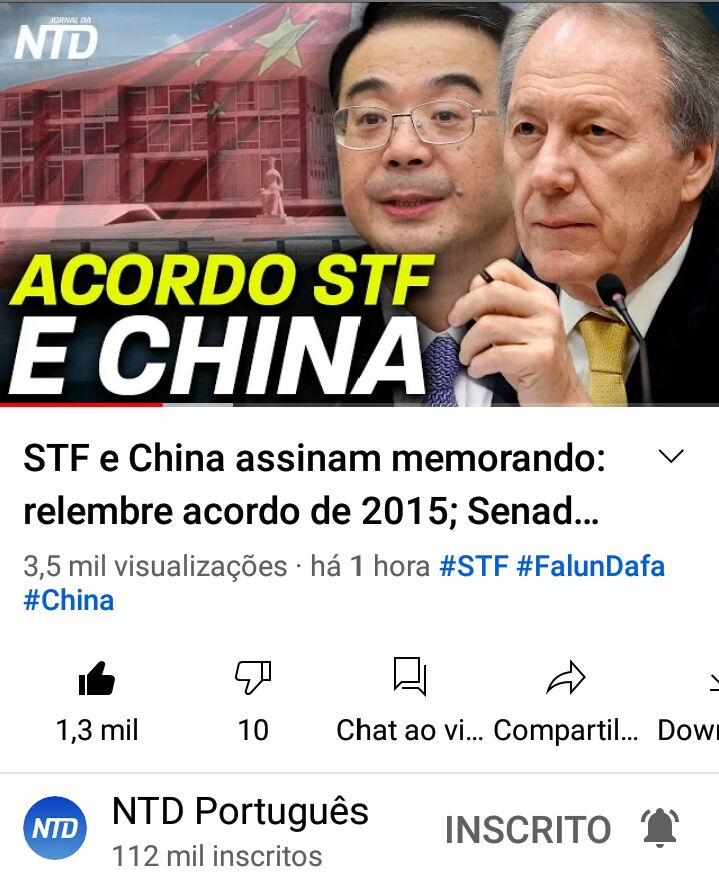 JORNAL DA
NTD
ACORDO STF
E CHINA
STF e China assinam memorando:
relembre acordo de 2015; Senad...
3,5 mil visualizações · há 1 hora #STF #FalunDafa
#China
1,3 mil 10 Chat ao vi... Compartil... Down
NTD NTD Português INSCRITO
112 mil inscritos